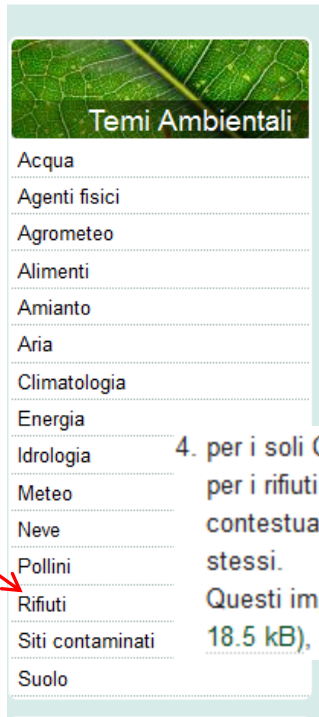 Temi Ambientali
Acqua
Agenti fisici
Agrometeo
Alimenti
Amianto
Aria
Climatologia
Energia
Idrologia
Meteo
Neve
Pollini
Rifiuti
Siti contaminati
Suolo
4. per i soli
per i rifiuti
contestua
stessi.
Questi im
18.5 kB),